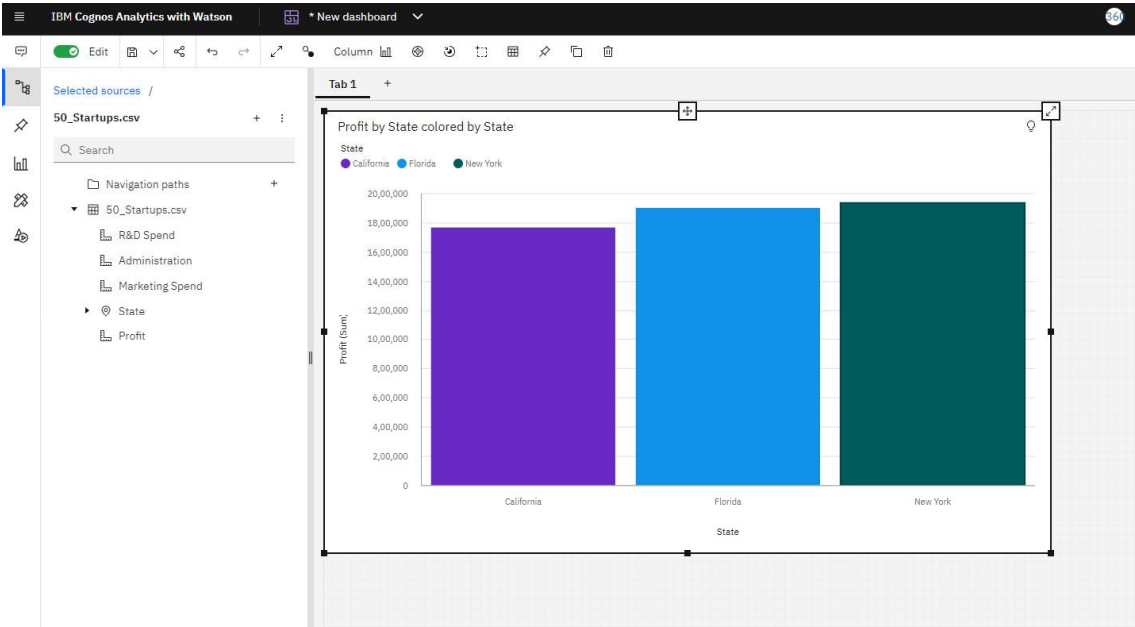 IBM Cognos Analytics with Watson
* New dashboard
360
Edit
Column
Selected sources /
50_Startups.csv
Search
Navigation paths
50_Startups.csv
R&D Spend
Administration
Marketing Spend
State
Profit
Tab 1 +
Profit by State colored by State
State
California Florida New York
20,00,000
18,00,000
16,00,000
14,00,000
12,00,000
10,00,000
8,00,000
6,00,000
4,00,000
2,00,000
0
Profit (Sum)
California Florida New York
State